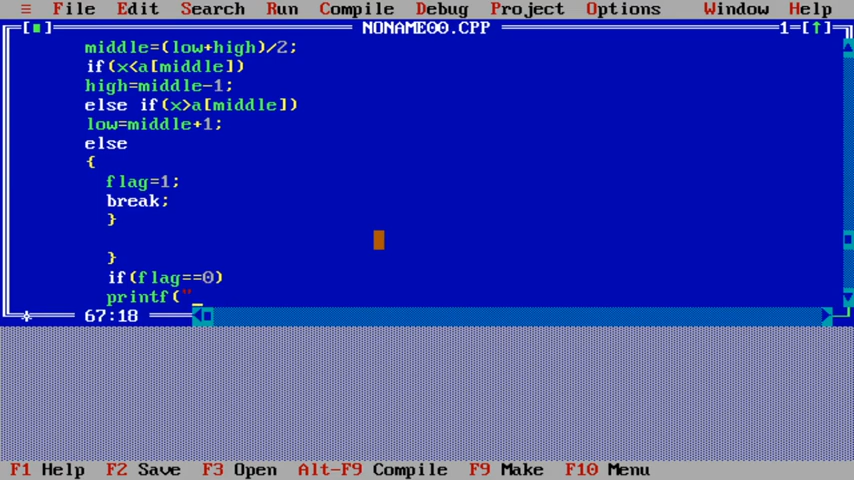 ≡ File Edit Search Run Compile Debug Project Options Window Help
[■] NONAME00.CPP 1=[↑]
middle=(low+high)/2;
if(x<a[middle])
high=middle-1;
else if(x>a[middle])
low=middle+1;
else
{
flag=1;
break;
}
}
if(flag==0)
printf("_
67:18
F1 Help F2 Save F3 Open Alt-F9 Compile F9 Make F10 Menu